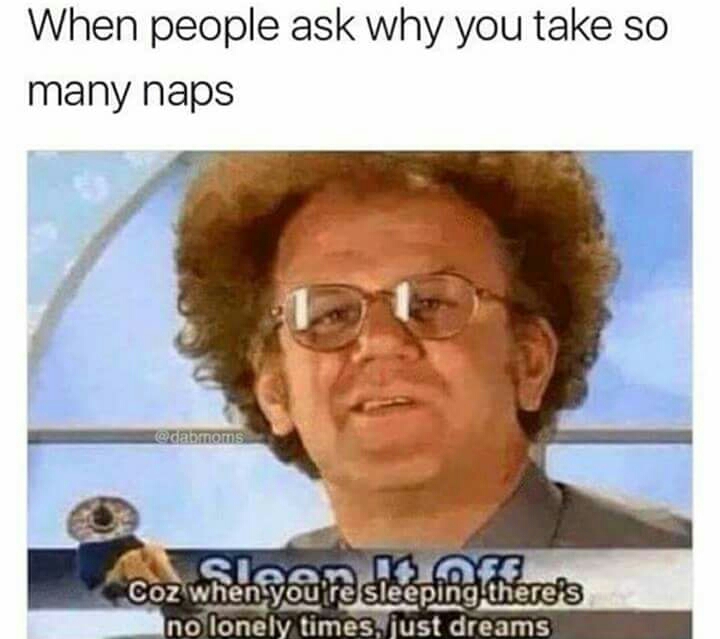 When people ask why you take so
many naps
@dabmoms
Sleep It Off
Coz when you're sleeping there's
no lonely times, just dreams